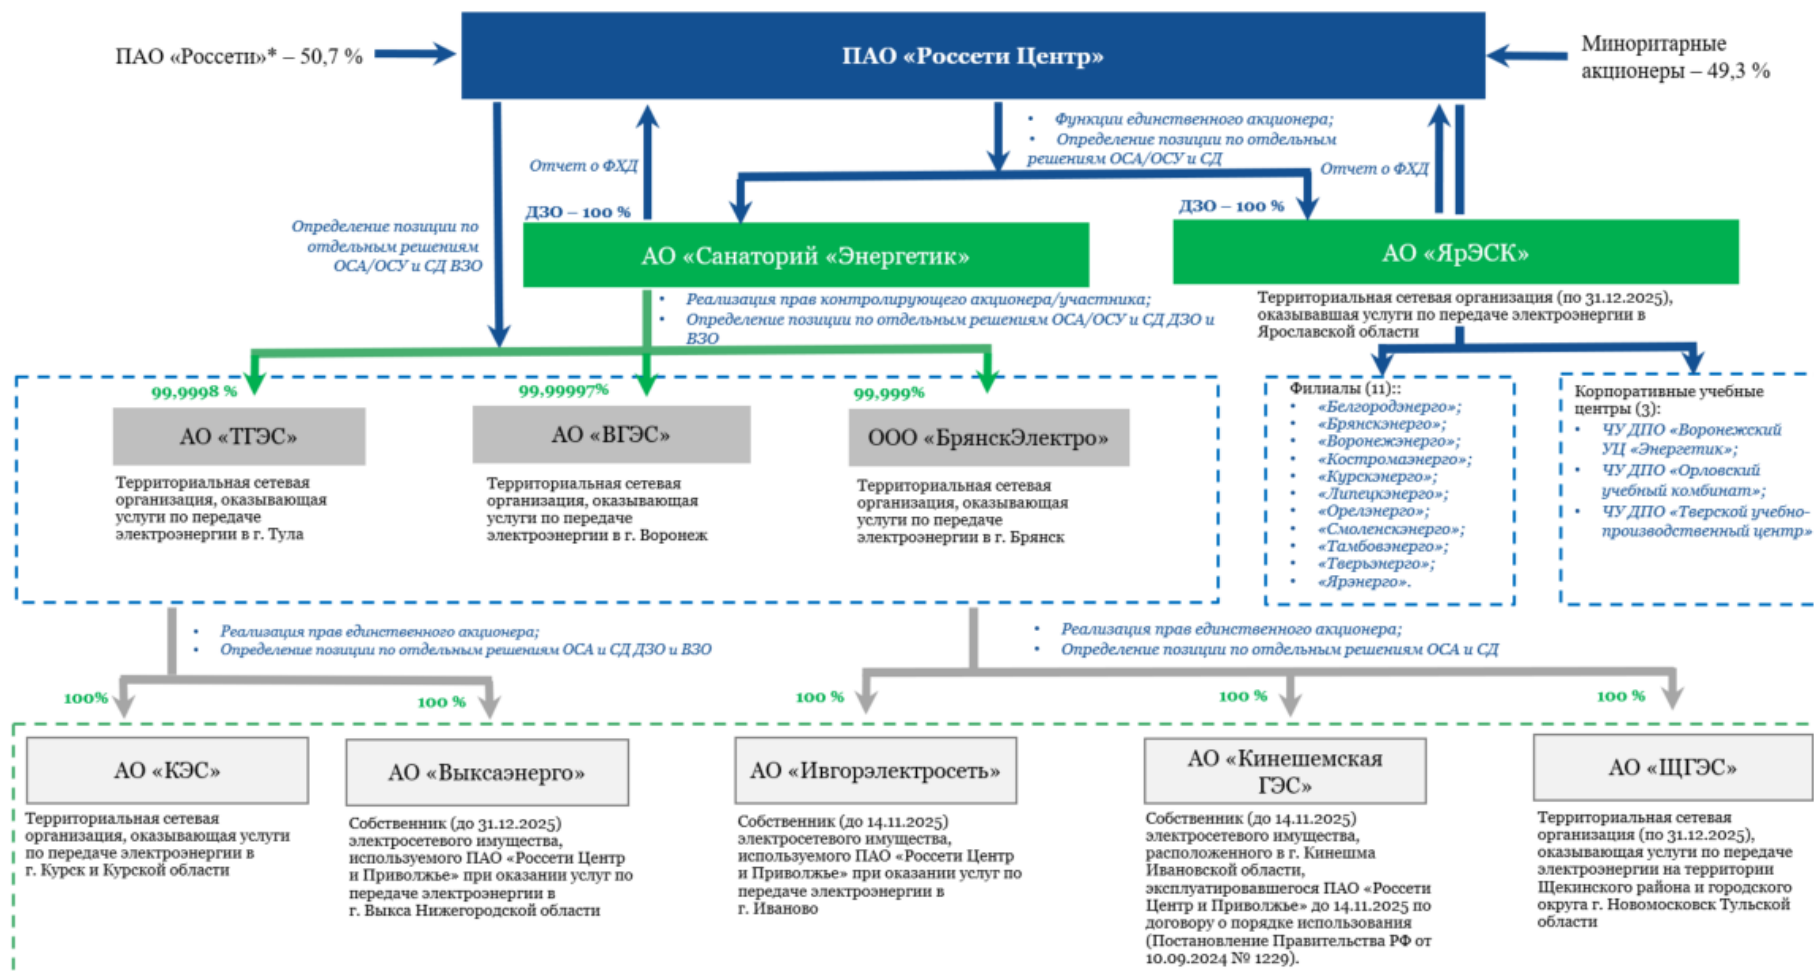 ПАО «Россети»* – 50,7 %
ПАО «Россети Центр»
Миноритарные
акционеры – 49,3 %
• Функции единственного акционера;
• Определение позиции по отдельным
решениям ОСА/ОСУ и СД
Отчет о ФХД
Отчет о ФХД
ДЗО – 100 %
ДЗО – 100 %
Определение позиции по
отдельным решениям
ОСА/ОСУ и СД ВЗО
АО «Санаторий «Энергетик»
АО «ЯрЭСК»
• Реализация прав контролирующего акционера/участника;
• Определение позиции по отдельным решениям ОСА/ОСУ и СД ДЗО и
ВЗО
Территориальная сетевая организация (по 31.12.2025),
оказывавшая услуги по передаче электроэнергии в
Ярославской области
99,9998 %
99,99997%
99,999%
АО «ТГЭС»
АО «ВГЭС»
ООО «БрянскЭлектро»
Территориальная сетевая
организация, оказывающая
услуги по передаче
электроэнергии в г. Тула
Территориальная сетевая
организация, оказывающая
услуги по передаче
электроэнергии в г. Воронеж
Территориальная сетевая
организация, оказывающая
услуги по передаче
электроэнергии в г. Брянск
Филиалы (11)::
• «Белгородэнерго»;
• «Брянскэнерго»;
• «Воронежэнерго»;
• «Костромаэнерго»;
• «Курскэнерго»;
• «Липецкэнерго»;
• «Орелэнерго»;
• «Смоленскэнерго»;
• «Тамбовэнерго»;
• «Тверьэнерго»;
• «Ярэнерго».
Корпоративные учебные
центры (3):
• ЧУ ДПО «Воронежский
УЦ «Энергетик»;
• ЧУ ДПО «Орловский
учебный комбинат»;
• ЧУ ДПО «Тверской учебно-
производственный центр»
• Реализация прав единственного акционера;
• Определение позиции по отдельным решениям ОСА и СД ДЗО и ВЗО
• Реализация прав единственного акционера;
• Определение позиции по отдельным решениям ОСА и СД
100%
100 %
100 %
100 %
100 %
АО «КЭС»
АО «Выксаэнерго»
АО «Ивгорэлектросеть»
АО «Кинешемская
ГЭС»
АО «ЩГЭС»
Территориальная сетевая
организация, оказывающая услуги
по передаче электроэнергии в
г. Курск и Курской области
Собственник (до 31.12.2025)
электросетевого имущества,
используемого ПАО «Россети Центр
и Приволжье» при оказании услуг по
передаче электроэнергии в
г. Выкса Нижегородской области
Собственник (до 14.11.2025)
электросетевого имущества,
используемого ПАО «Россети Центр
и Приволжье» при оказании услуг по
передаче электроэнергии в
г. Иваново
Собственник (до 14.11.2025)
электросетевого имущества,
расположенного в г. Кинешма
Ивановской области,
эксплуатировавшегося ПАО «Россети
Центр и Приволжье» до 14.11.2025 по
договору о порядке использования
(Постановление Правительства РФ от
10.09.2024 № 1229).
Территориальная сетевая
организация (по 31.12.2025),
оказывающая услуги по передаче
электроэнергии на территории
Щекинского района и городского
округа г. Новомосковск Тульской
области